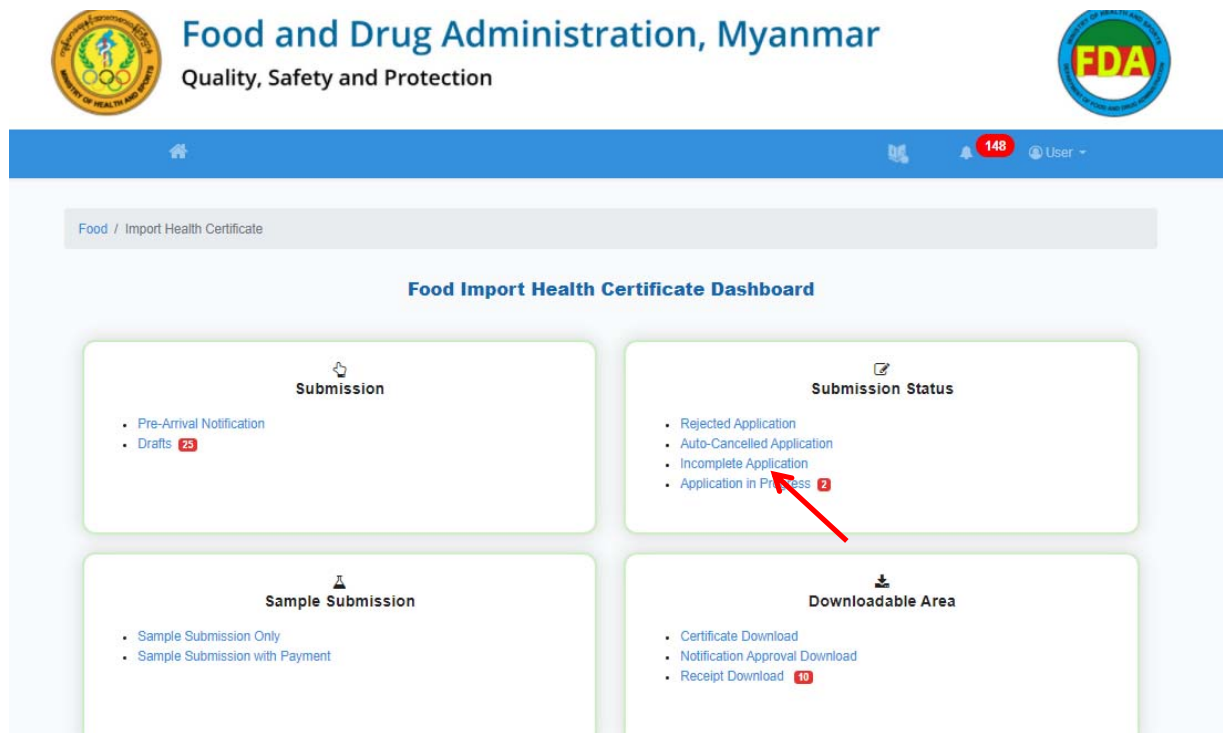 Food and Drug Administration, Myanmar
Quality, Safety and Protection
FDA
148 User
Food / Import Health Certificate
Food Import Health Certificate Dashboard
Submission
Pre-Arrival Notification
Drafts 25
Submission Status
Rejected Application
Auto-Cancelled Application
Incomplete Application
Application in Progress 2
Sample Submission
Sample Submission Only
Sample Submission with Payment
Downloadable Area
Certificate Download
Notification Approval Download
Receipt Download 10